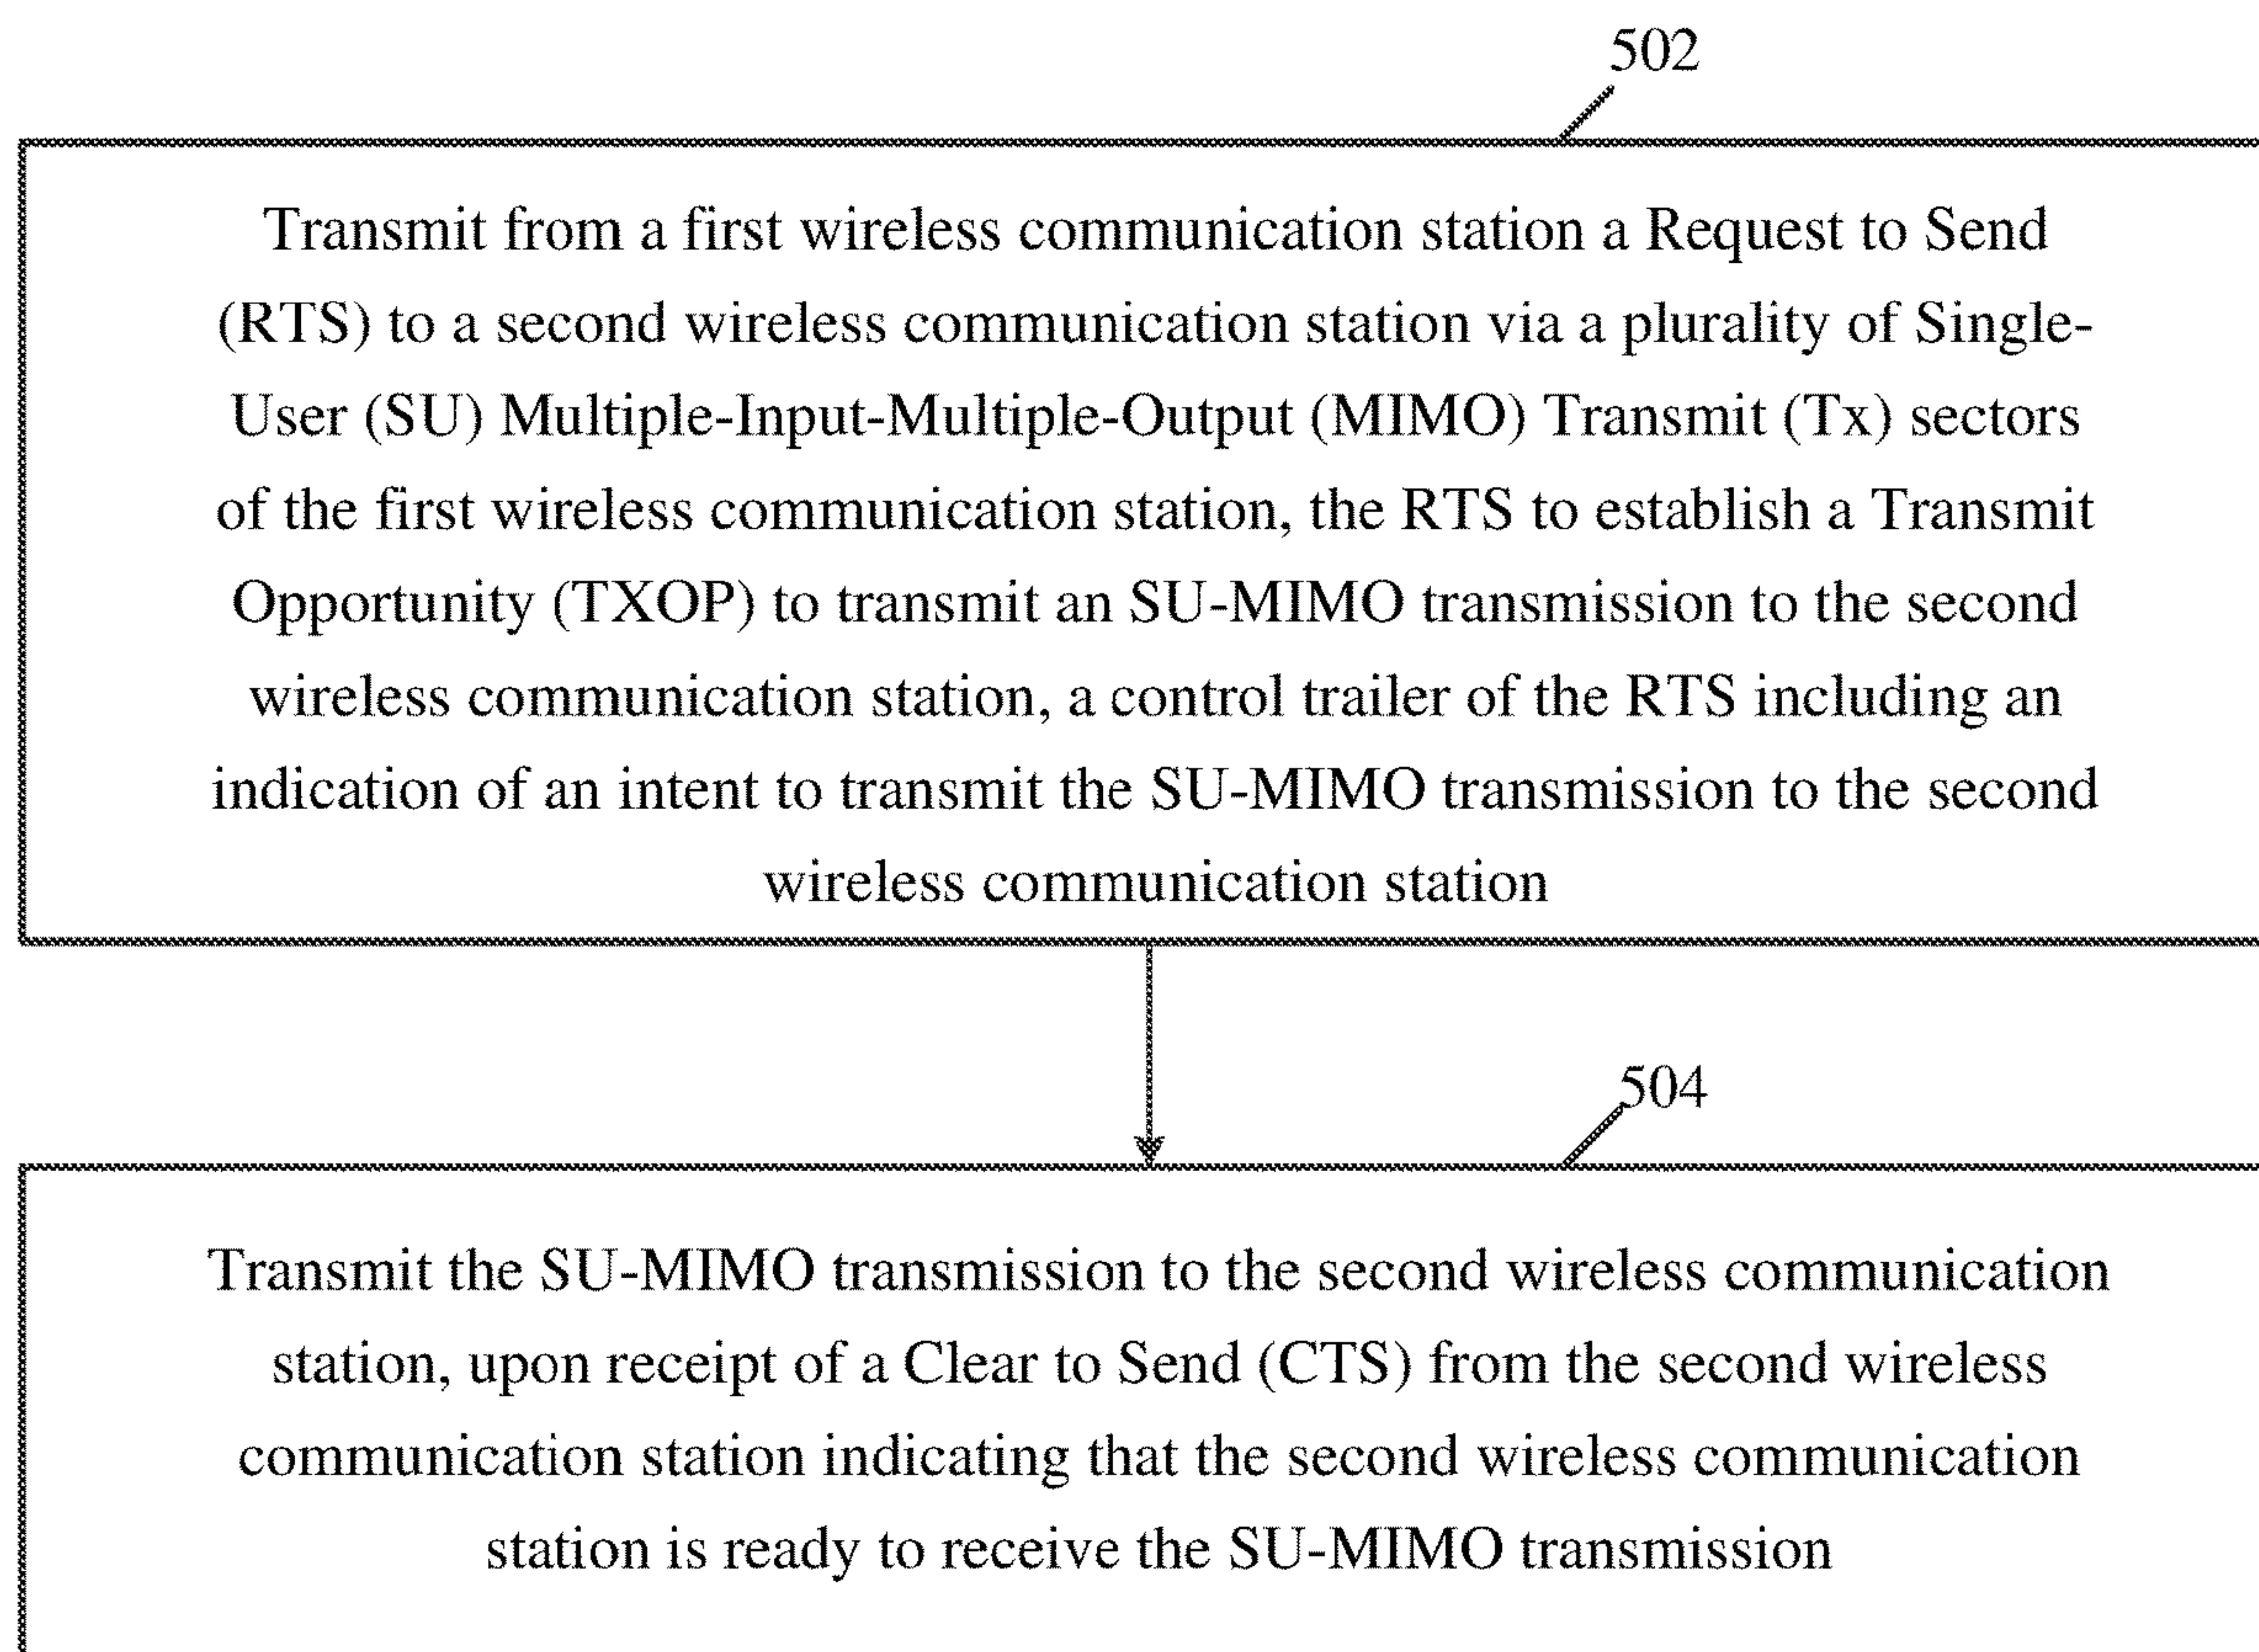 502
Transmit from a first wireless communication station a Request to Send
(RTS) to a second wireless communication station via a plurality of Single-
User (SU) Multiple-Input-Multiple-Output (MIMO) Transmit (Tx) sectors
of the first wireless communication station, the RTS to establish a Transmit
Opportunity (TXOP) to transmit an SU-MIMO transmission to the second
wireless communication station, a control trailer of the RTS including an
indication of an intent to transmit the SU-MIMO transmission to the second
wireless communication station
504
Transmit the SU-MIMO transmission to the second wireless communication
station, upon receipt of a Clear to Send (CTS) from the second wireless
communication station indicating that the second wireless communication
station is ready to receive the SU-MIMO transmission